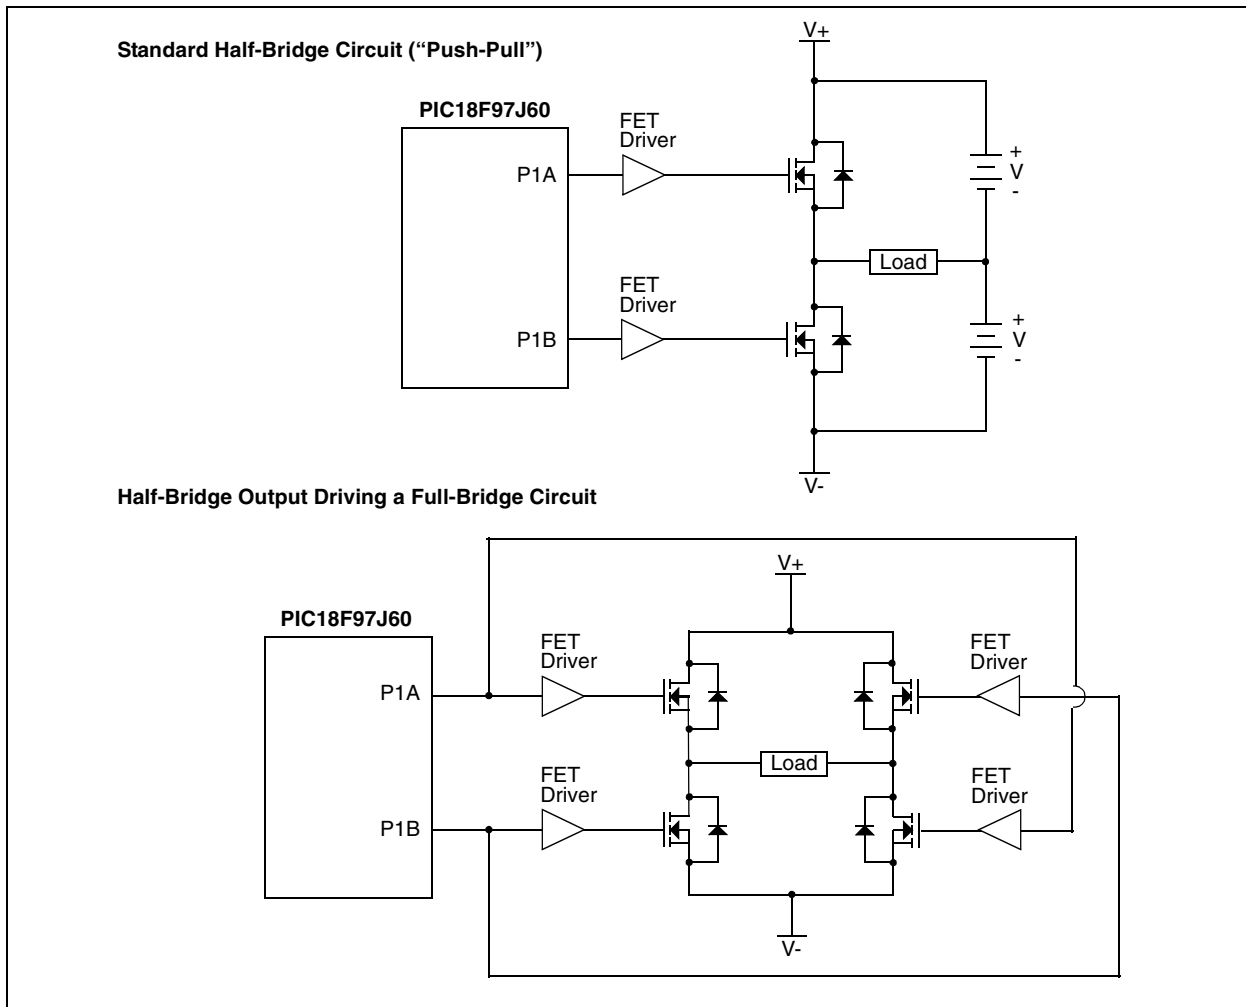 Standard Half-Bridge Circuit (“Push-Pull”)
V+
PIC18F97J60
FET
Driver
P1A
+
V
-
Load
FET
Driver
P1B
+
V
-
V-
Half-Bridge Output Driving a Full-Bridge Circuit
V+
PIC18F97J60
FET
Driver
FET
Driver
P1A
Load
FET
Driver
FET
Driver
P1B
V-